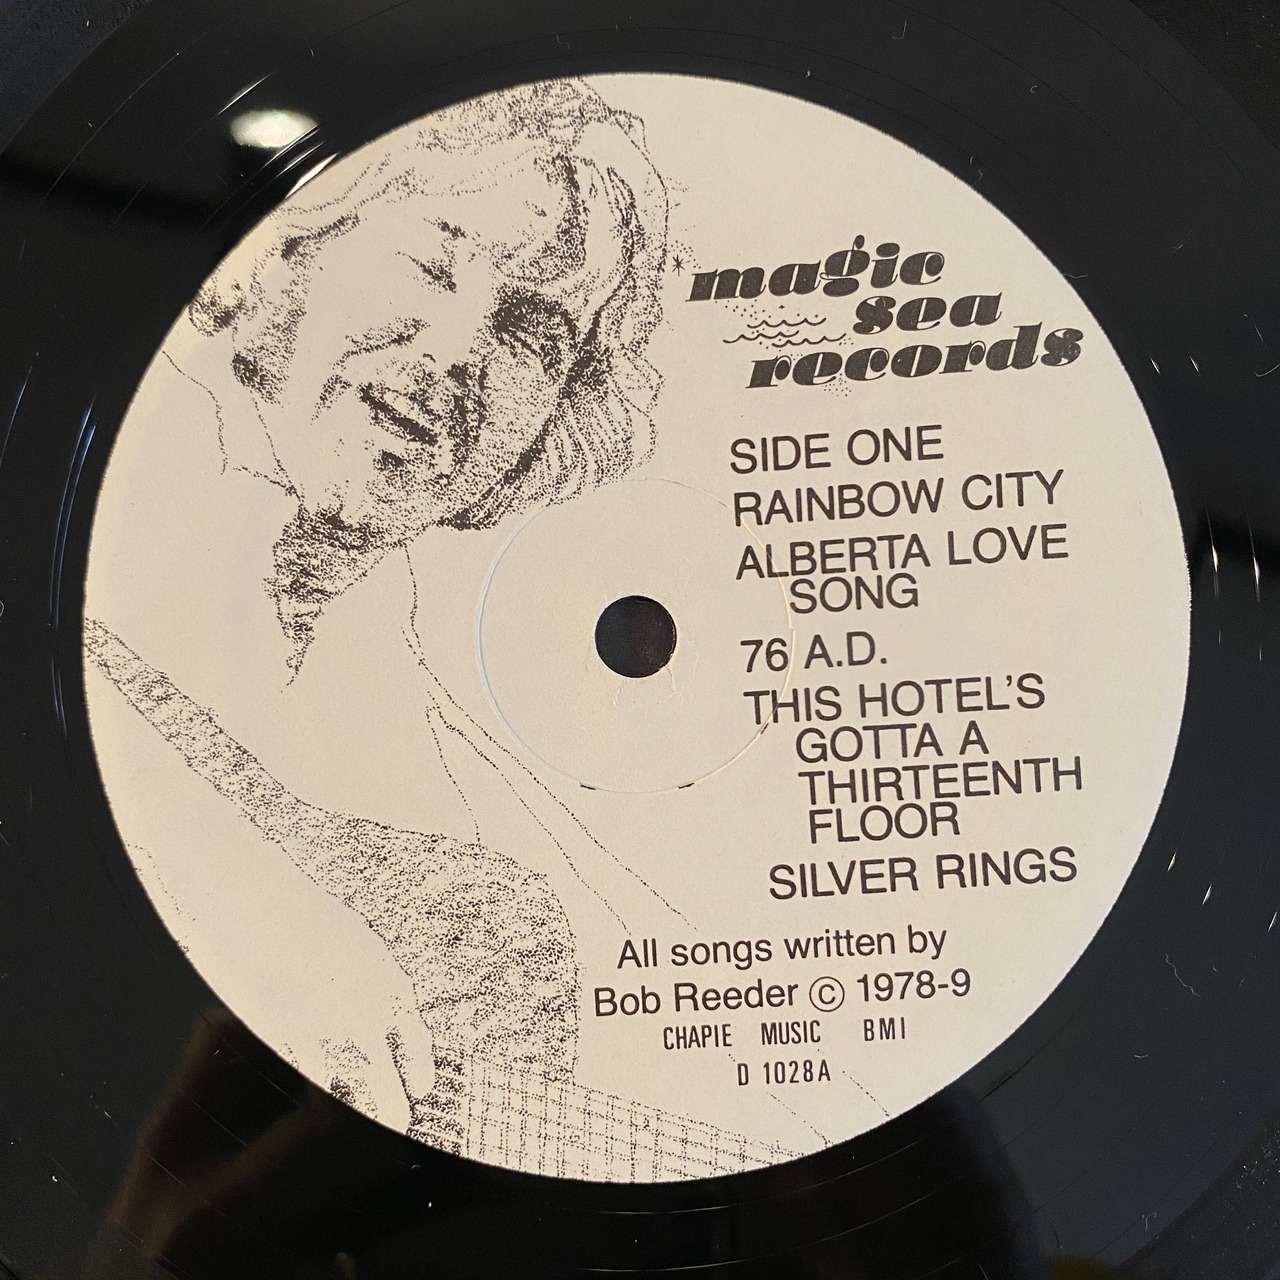 magic
sea
records
SIDE ONE
RAINBOW CITY
ALBERTA LOVE
SONG
76 A.D.
THIS HOTEL'S
GOTTA A
THIRTEENTH
FLOOR
SILVER RINGS
All songs written by
Bob Reeder © 1978-9
CHAPIE MUSIC BMI
D 1028A